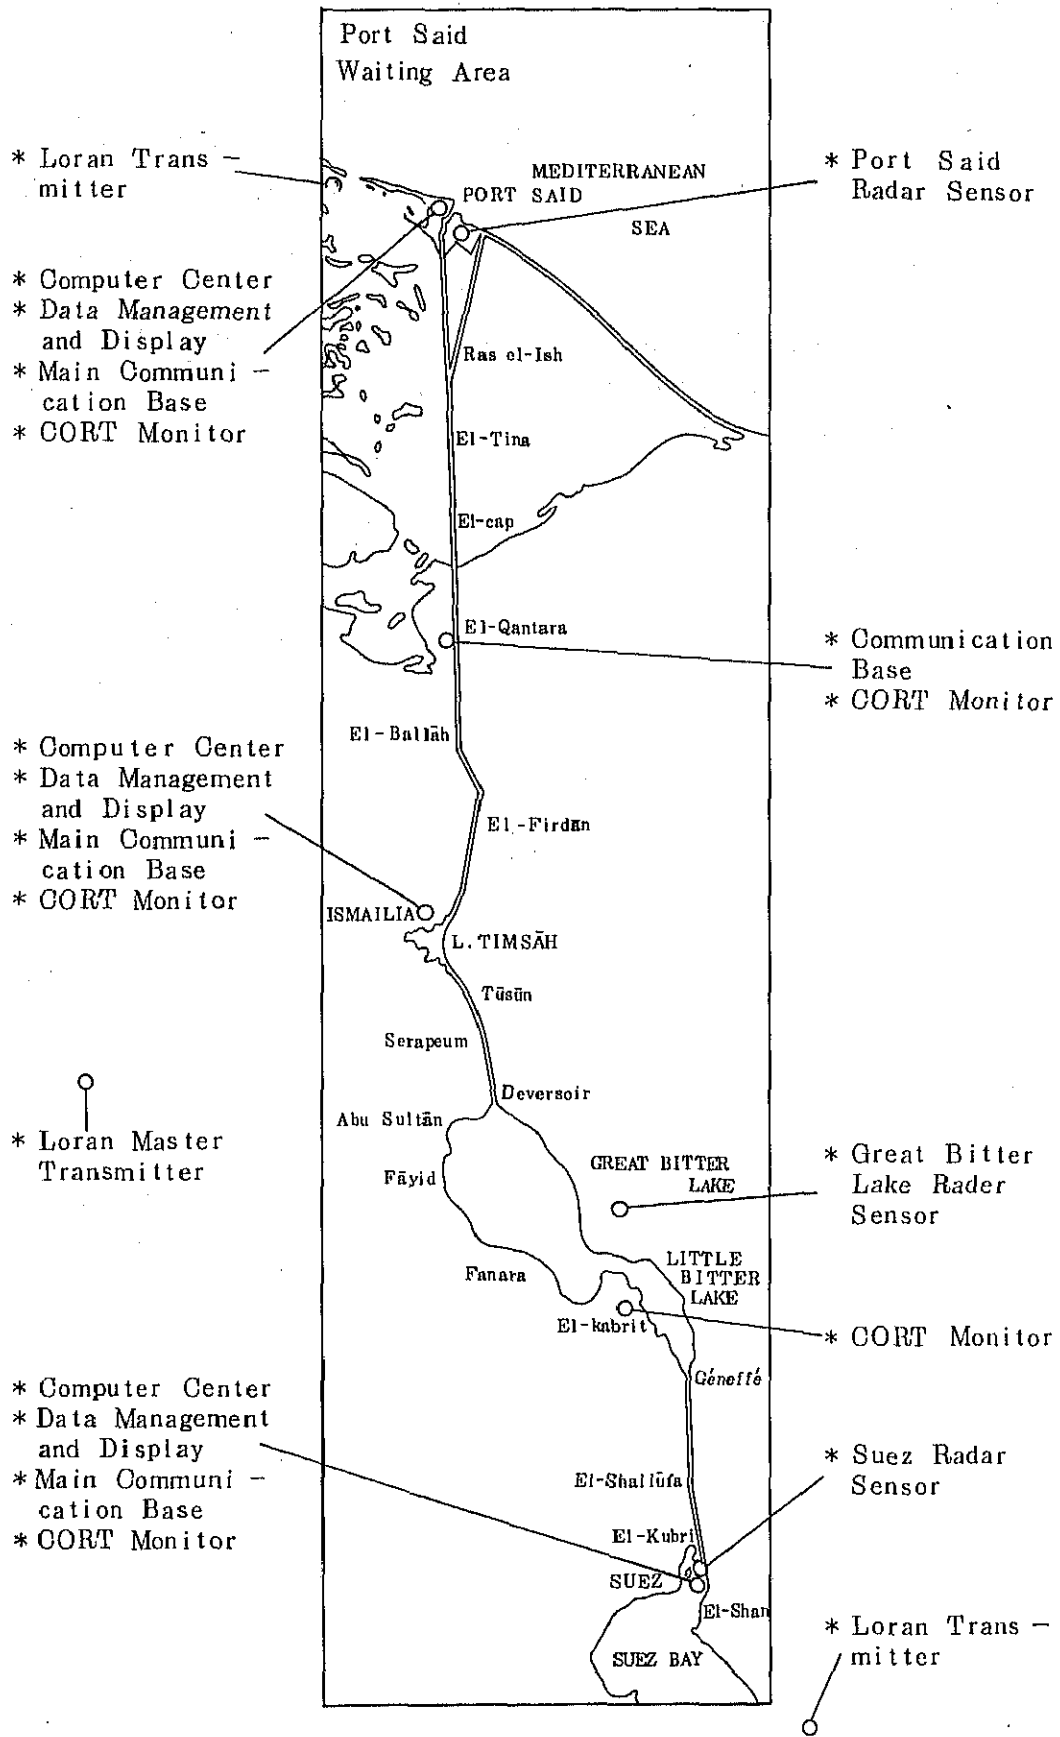 Port Said
Waiting Area
* Loran Trans-
mitter
MEDITERRANEAN
SEA
PORT SAID
* Port Said
Radar Sensor
* Computer Center
* Data Management
and Display
* Main Communi-
cation Base
* CORT Monitor
Ras el-Ish
El-Tina
El-cap
El-Qantara
* Communication
Base
* CORT Monitor
El-Ballāh
* Computer Center
* Data Management
and Display
* Main Communi-
cation Base
* CORT Monitor
El-Firdān
ISMAILIA
L. TIMSĀH
Tūsūn
Serapeum
Deversoir
Abu Sultān
* Loran Master
Transmitter
Fāyid
GREAT BITTER
LAKE
* Great Bitter
Lake Rader
Sensor
Fanara
LITTLE
BITTER
LAKE
El-kabrit
* CORT Monitor
Géneffé
* Computer Center
* Data Management
and Display
* Main Communi-
cation Base
* CORT Monitor
El-Shallūfa
* Suez Radar
Sensor
El-Kubri
SUEZ
El-Shan
SUEZ BAY
* Loran Trans-
mitter